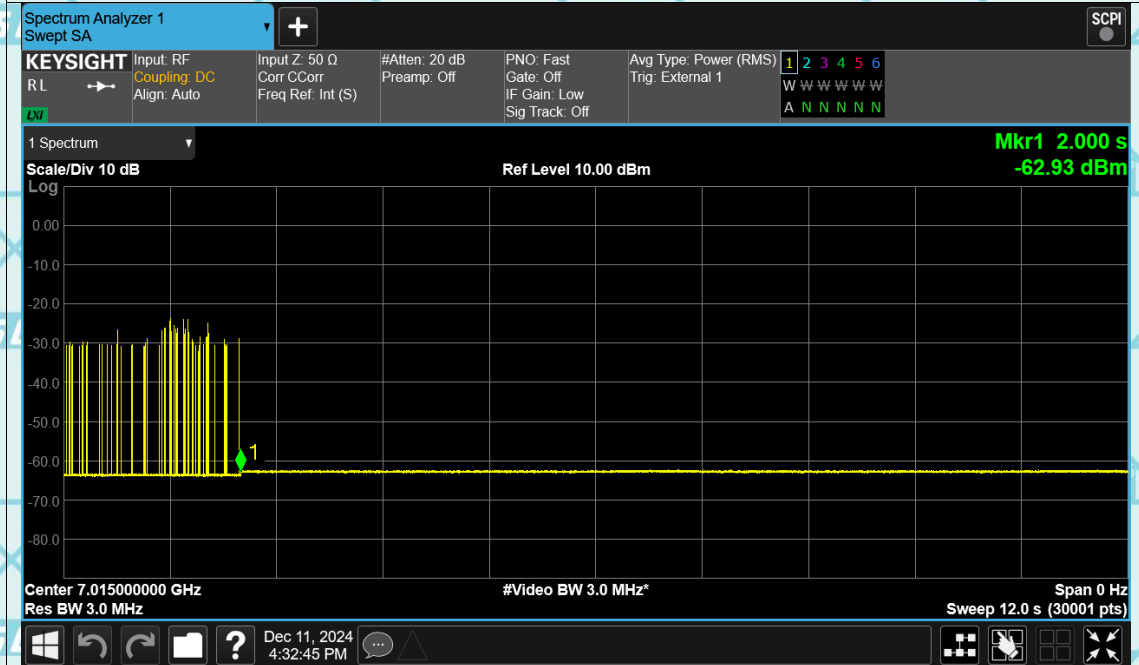 Spectrum Analyzer 1
Swept SA
+
SCPI
KEYSIGHT
R L
LXI
Input: RF
Coupling: DC
Align: Auto
Input Z: 50 Ω
Corr CCorr
Freq Ref: Int (S)
#Atten: 20 dB
Preamp: Off
PNO: Fast
Gate: Off
IF Gain: Low
Sig Track: Off
Avg Type: Power (RMS)
Trig: External 1
1 2 3 4 5 6
W W W W W W
A N N N N N
1 Spectrum
Mkr1 2.000 s
-62.93 dBm
Scale/Div 10 dB
Ref Level 10.00 dBm
Log
0.00
-10.0
-20.0
-30.0
-40.0
-50.0
-60.0
-70.0
-80.0
1
Center 7.015000000 GHz
#Video BW 3.0 MHz*
Span 0 Hz
Res BW 3.0 MHz
Sweep 12.0 s (30001 pts)
?
Dec 11, 2024
4:32:45 PM